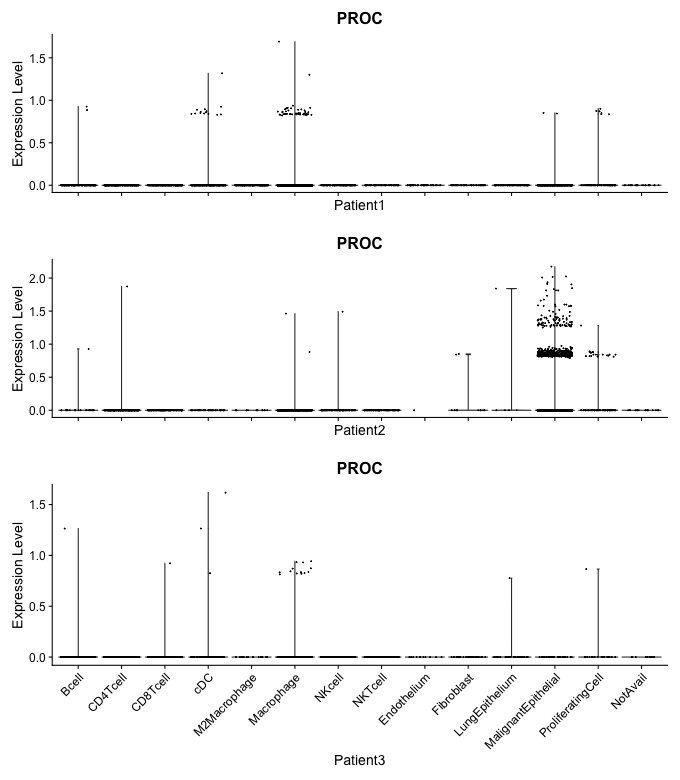 PROC
Expression Level
1.5
1.0
0.5
0.0
Patient1
PROC
Expression Level
2.0
1.5
1.0
0.5
0.0
Patient2
PROC
Expression Level
1.5
1.0
0.5
0.0
Bcell
CD4Tcell
CD8Tcell
cDC
M2Macrophage
Macrophage
NKcell
NKTcell
Endothelium
Fibroblast
LungEpithelium
MalignantEpithelial
ProliferatingCell
NotAvail
Patient3